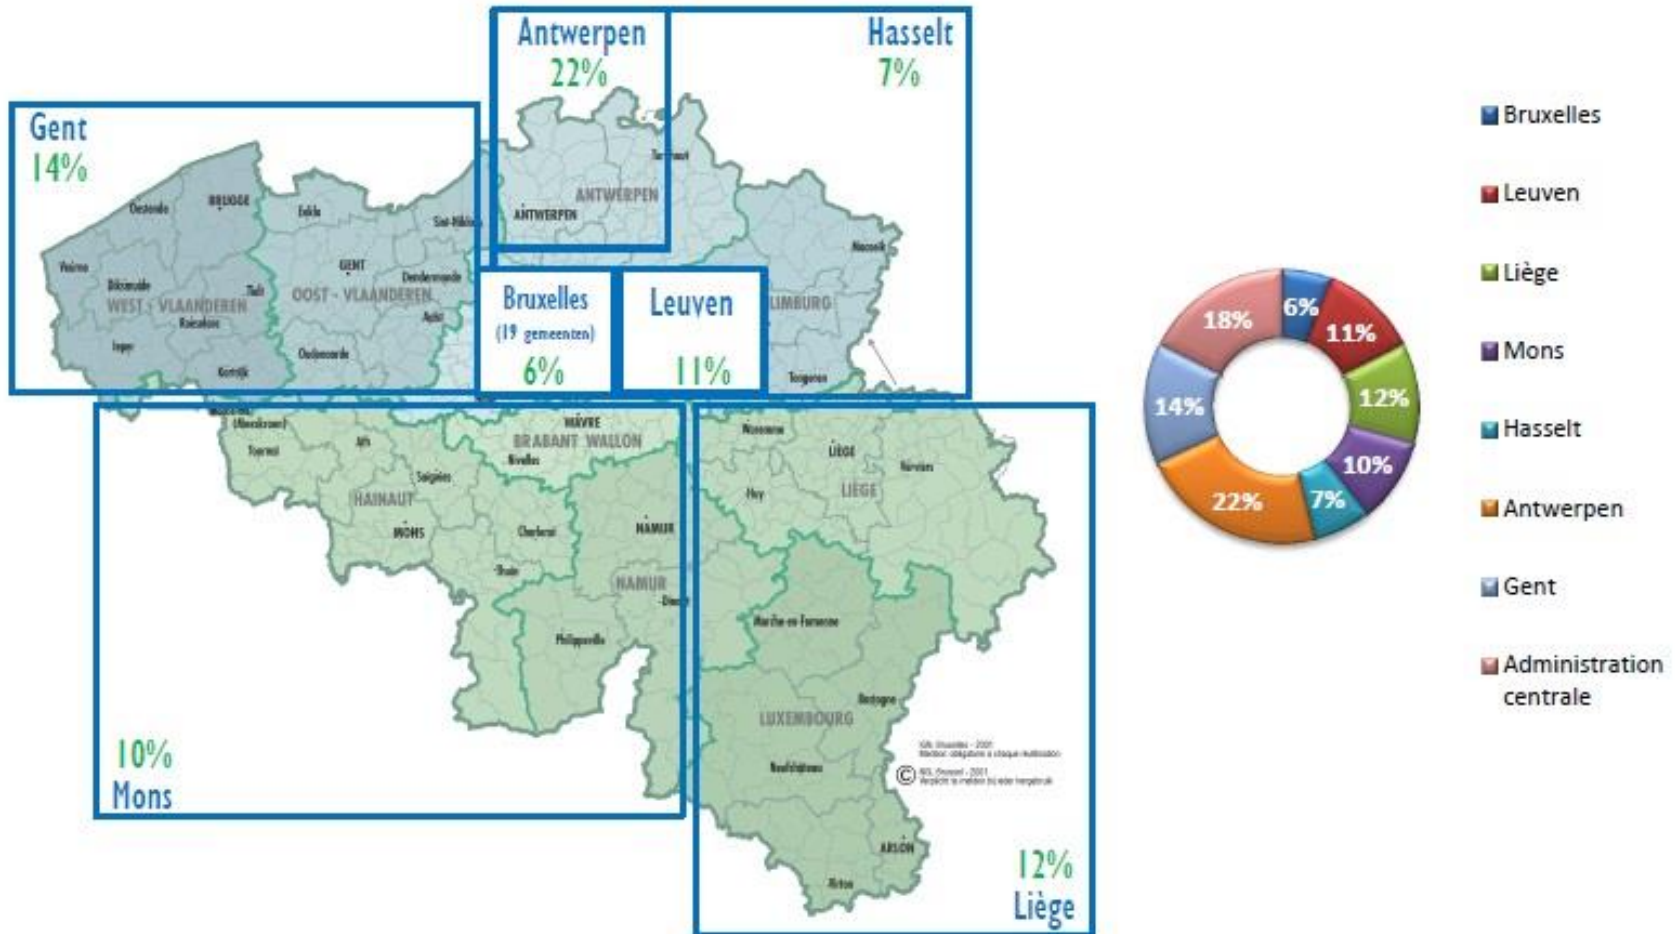 Antwerpen
22%
Hasselt
7%
Gent
14%
Turnhout
Oostende
BRUGGE
Eeklo
Sint-Niklaas
ANTWERPEN
ANTWERPEN
Maaseik
Veurne
Diksmuide
Tielt
GENT
Dendermonde
WEST - VLAANDEREN
OOST - VLAANDEREN
Roeselare
Aalst
Ieper
Oudenaarde
Kortrijk
Bruxelles
(19 gemeenten)
6%
Leuven
11%
LIMBURG
Tongeren
(Moeskroen)
Tournai
Ath
Soignies
HAINAUT
MONS
Charleroi
-Thuin
WAVRE
BRABANT WALLON
Nivelles
NAMUR
NAMUR
-Dinant
Philippeville
Waremme
LIÈGE
Verviers
Huy
LIÈGE
Marche-en-Famenne
Bastogne
LUXEMBOURG
Neufchâteau
ARLON
Virton
10%
Mons
12%
Liège
©
6%
11%
12%
10%
7%
22%
14%
18%
Bruxelles
Leuven
Liège
Mons
Hasselt
Antwerpen
Gent
Administration
centrale